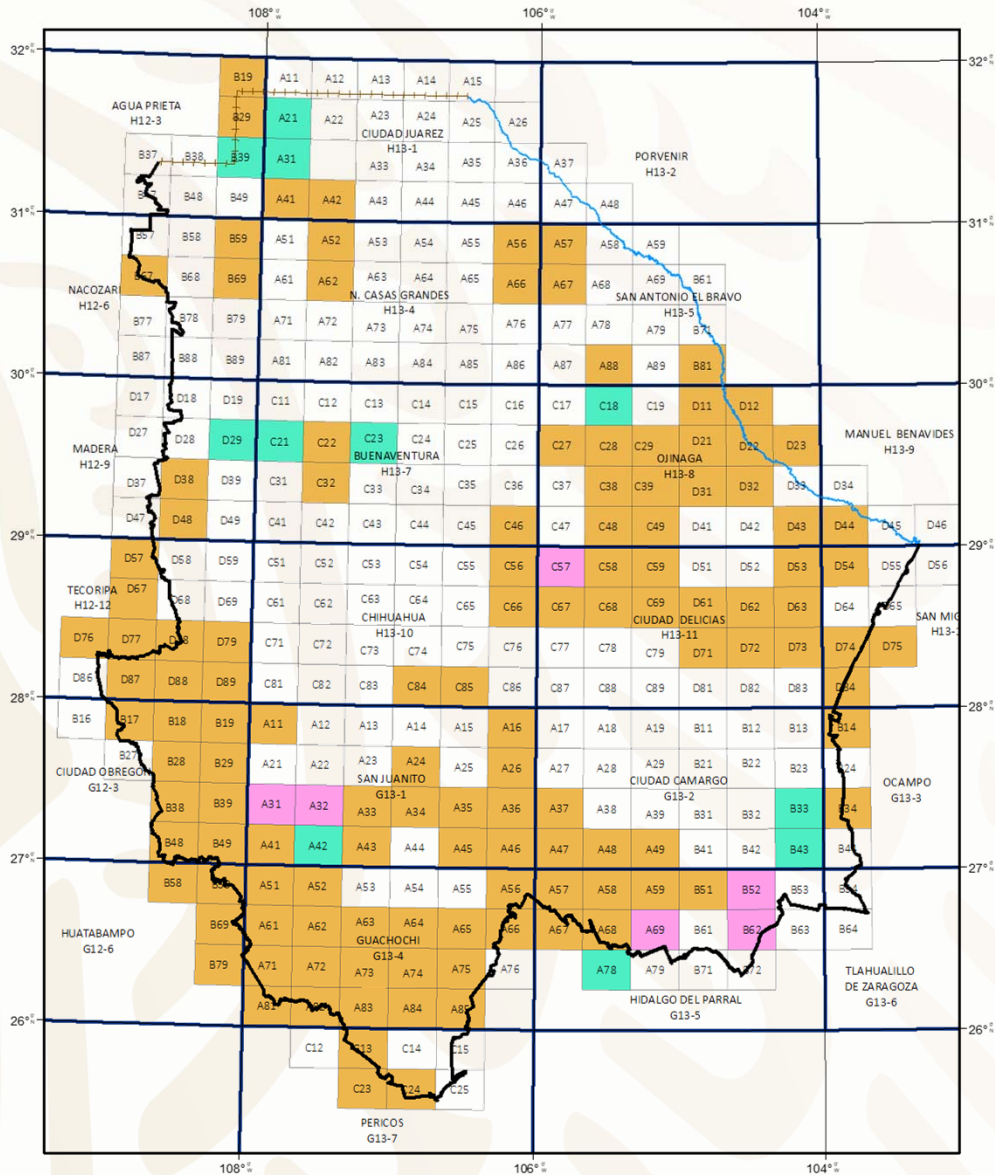 108°W 106°W 104°W
32°N 32°N
B19 A11 A12 A13 A14 A15
AGUA PRIETA
H12-3
B29 A21 A22 A23 A24 A25 A26
CIUDAD JUAREZ
H13-1
B37 B38 B39 A31 A33 A34 A35 A36 A37
PORVENIR
H13-2
B48 B49 A41 A42 A43 A44 A45 A46 A47 A48
31°N 31°N
B57 B58 B59 A51 A52 A53 A54 A55 A56 A57 A58 A59
B67 B68 B69 A61 A62 A63 A64 A65 A66 A67 A68 A69 B61
NACOZARI
H12-6
N. CASAS GRANDES
H13-4
SAN ANTONIO EL BRAVO
H13-5
B77 B78 B79 A71 A72 A73 A74 A75 A76 A77 A78 A79 B71
B87 B88 B89 A81 A82 A83 A84 A85 A86 A87 A88 A89 B81
30°N 30°N
D17 D18 D19 C11 C12 C13 C14 C15 C16 C17 C18 C19 D11 D12
D27 D28 D29 C21 C22 C23 C24 C25 C26 C27 C28 C29 D21 D22 D23
MADERA
H12-9
BUENAVENTURA
H13-7
OJINAGA
H13-8
MANUEL BENAVIDES
H13-9
D37 D38 D39 C31 C32 C33 C34 C35 C36 C37 C38 C39 D31 D32 D33 D34
D47 D48 D49 C41 C42 C43 C44 C45 C46 C47 C48 C49 D41 D42 D43 D44 D45 D46
29°N 29°N
D57 D58 D59 C51 C52 C53 C54 C55 C56 C57 C58 C59 D51 D52 D53 D54 D55 D56
D67 D68 D69 C61 C62 C63 C64 C65 C66 C67 C68 C69 D61 D62 D63 D64 D65
TECORIPA
H12-12
CHIHUAHUA
H13-10
CIUDAD DELICIAS
H13-11
SAN MIG
H13-1
D76 D77 D78 D79 C71 C72 C73 C74 C75 C76 C77 C78 C79 D71 D72 D73 D74 D75
D86 D87 D88 D89 C81 C82 C83 C84 C85 C86 C87 C88 C89 D81 D82 D83 D84
28°N 28°N
B16 B17 B18 B19 A11 A12 A13 A14 A15 A16 A17 A18 A19 B11 B12 B13 B14
B27 B28 B29 A21 A22 A23 A24 A25 A26 A27 A28 A29 B21 B22 B23 A24
CIUDAD OBREGON
G12-3
SAN JUANITO
G13-1
CIUDAD CAMARGO
G13-2
OCAMPO
G13-3
B38 B39 A31 A32 A33 A34 A35 A36 A37 A38 A39 B31 B32 B33 B34
B48 B49 A41 A42 A43 A44 A45 A46 A47 A48 A49 B41 B42 B43
27°N 27°N
B58 A51 A52 A53 A54 A55 A56 A57 A58 A59 B51 B52 B53 B54
B69 A61 A62 A63 A64 A65 A66 A67 A68 A69 B61 B62 B63 B64
HUATABAMPO
G12-6
GUACHOCHI
G13-4
B79 A71 A72 A73 A74 A75 A76 A78 A79 B71 B72
TLAHUALILLO
DE ZARAGOZA
G13-6
HIDALGO DEL PARRAL
G13-5
A81 A82 A83 A84 A85
26°N 26°N
C12 C13 C14 C15
C23 C24 C25
PERICOS
G13-7
108°W 106°W 104°W